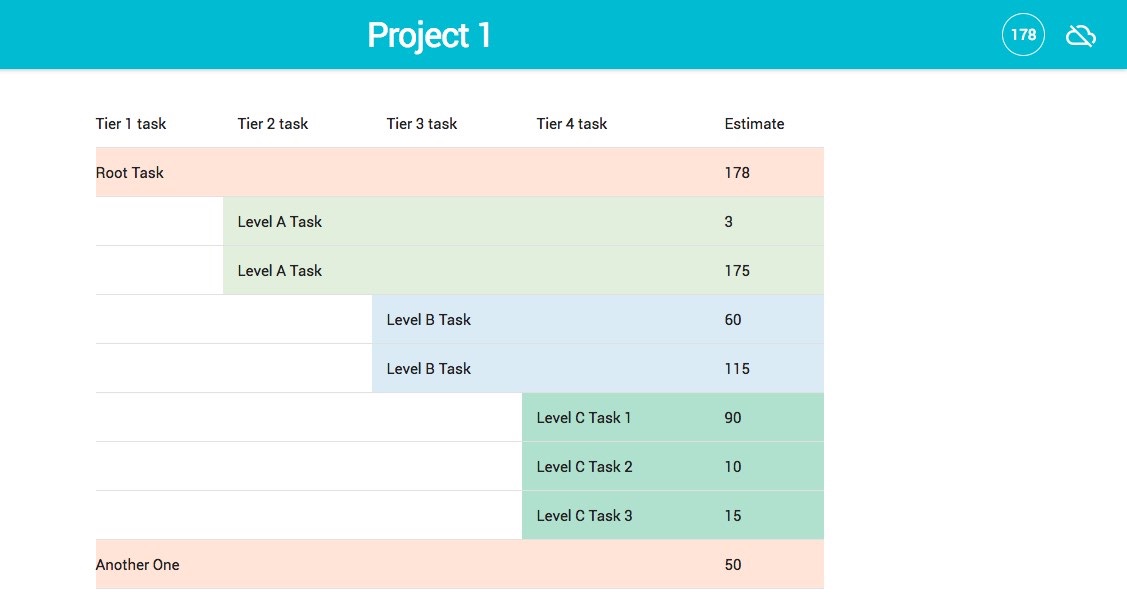 Project 1
178
Tier 1 task Tier 2 task Tier 3 task Tier 4 task Estimate
Root Task 178
Level A Task 3
Level A Task 175
Level B Task 60
Level B Task 115
Level C Task 1 90
Level C Task 2 10
Level C Task 3 15
Another One 50